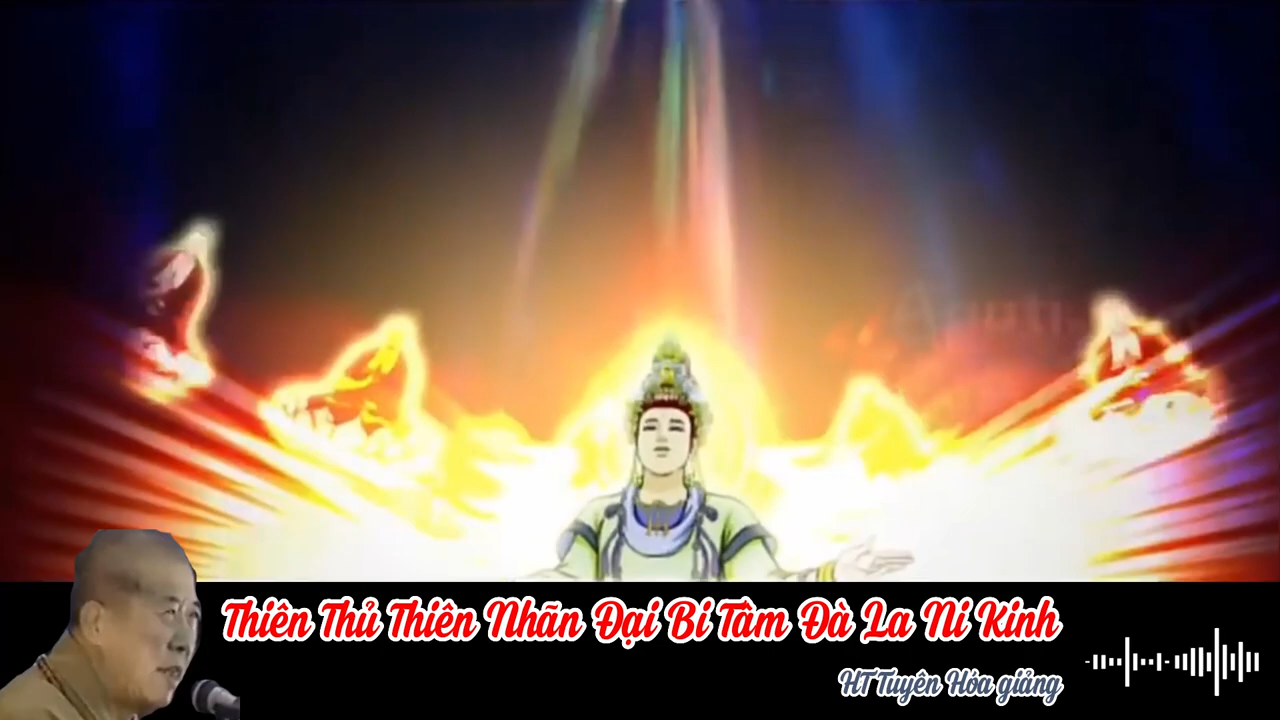 Thiên Thủ Thiên Nhãn Đại Bi Tâm Đà La Ni Kinh
HT Tuyên Hóa giảng